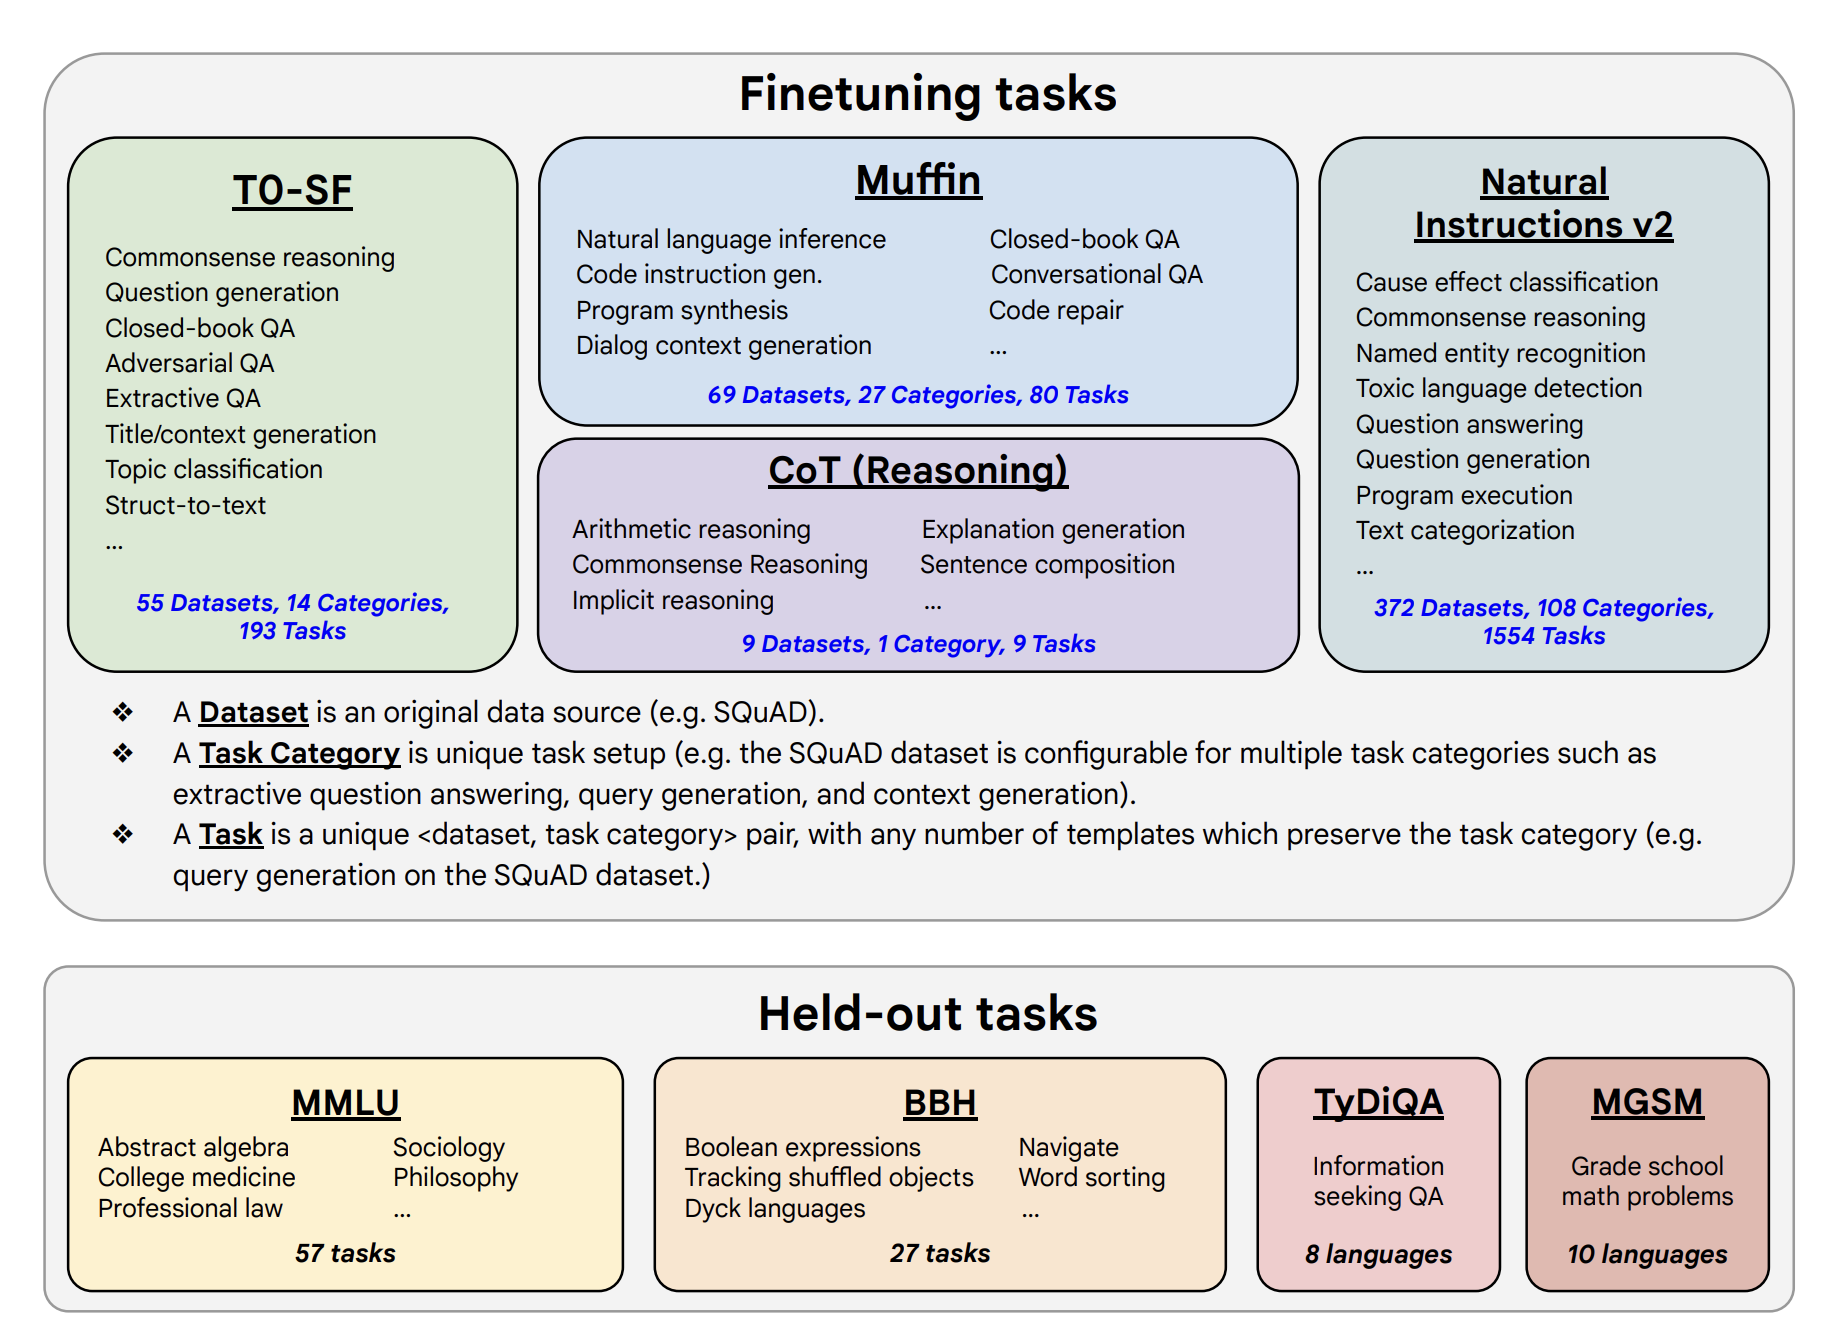 Finetuning tasks
T0-SF
Commonsense reasoning
Question generation
Closed-book QA
Adversarial QA
Extractive QA
Title/context generation
Topic classification
Struct-to-text
...
55 Datasets, 14 Categories,
193 Tasks
Muffin
Natural language inference
Code instruction gen.
Program synthesis
Dialog context generation
Closed-book QA
Conversational QA
Code repair
...
69 Datasets, 27 Categories, 80 Tasks
CoT (Reasoning)
Arithmetic reasoning
Commonsense Reasoning
Implicit reasoning
Explanation generation
Sentence composition
...
9 Datasets, 1 Category, 9 Tasks
Natural
Instructions v2
Cause effect classification
Commonsense reasoning
Named entity recognition
Toxic language detection
Question answering
Question generation
Program execution
Text categorization
...
372 Datasets, 108 Categories,
1554 Tasks
❖ A Dataset is an original data source (e.g. SQuAD).
❖ A Task Category is unique task setup (e.g. the SQuAD dataset is configurable for multiple task categories such as
extractive question answering, query generation, and context generation).
❖ A Task is a unique <dataset, task category> pair, with any number of templates which preserve the task category (e.g.
query generation on the SQuAD dataset.)
Held-out tasks
MMLU
Abstract algebra
College medicine
Professional law
Sociology
Philosophy
...
57 tasks
BBH
Boolean expressions
Tracking shuffled objects
Dyck languages
Navigate
Word sorting
...
27 tasks
TyDiQA
Information
seeking QA
8 languages
MGSM
Grade school
math problems
10 languages